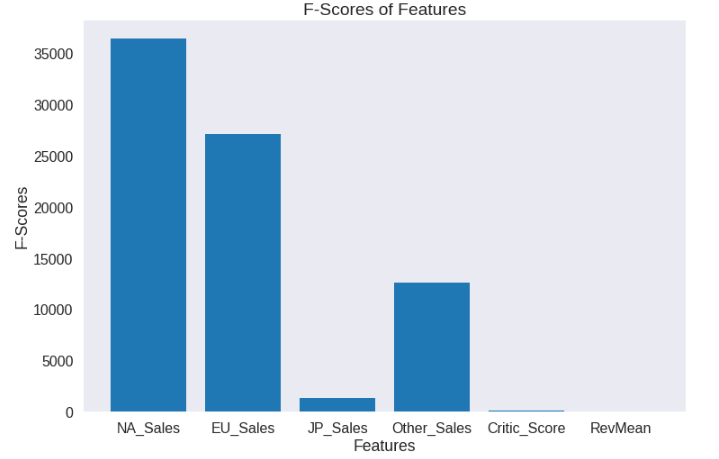 F-Scores of Features
F-Scores
35000
30000
25000
20000
15000
10000
5000
0
NA_Sales EU_Sales JP_Sales Other_Sales Critic_Score RevMean
Features